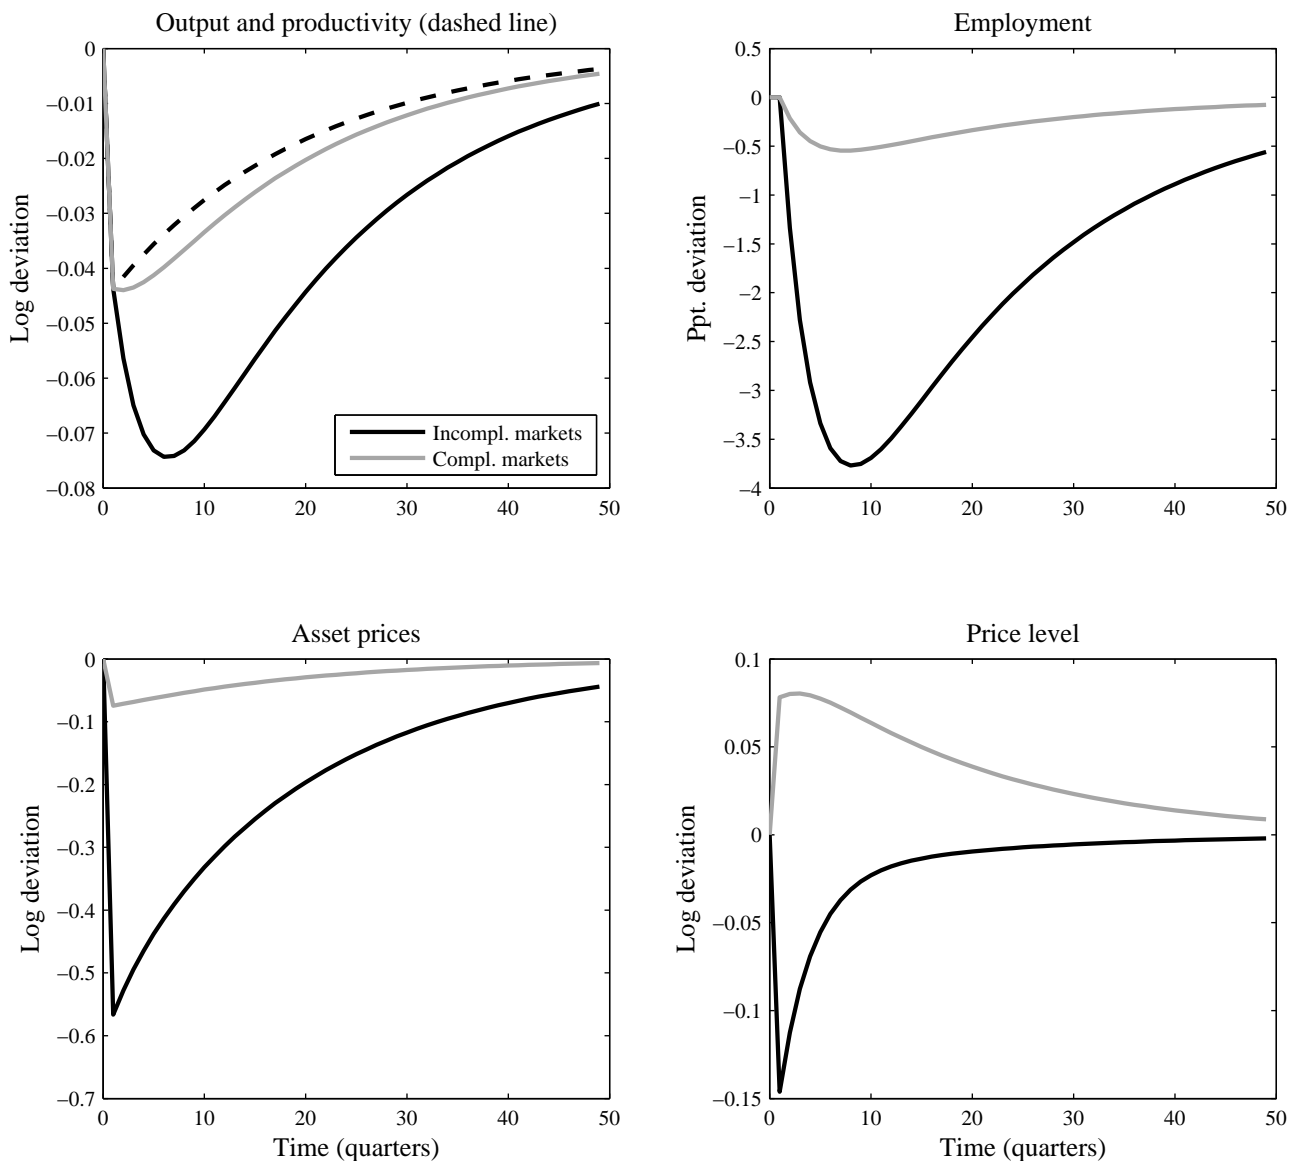 Output and productivity (dashed line)
0
−0.01
−0.02
−0.03
−0.04
−0.05
−0.06
−0.07
−0.08
Log deviation
0 10 20 30 40 50
Incompl. markets
Compl. markets
Employment
0.5
0
−0.5
−1
−1.5
−2
−2.5
−3
−3.5
−4
Ppt. deviation
0 10 20 30 40 50
Asset prices
0
−0.1
−0.2
−0.3
−0.4
−0.5
−0.6
−0.7
Log deviation
0 10 20 30 40 50
Time (quarters)
Price level
0.1
0.05
0
−0.05
−0.1
−0.15
Log deviation
0 10 20 30 40 50
Time (quarters)